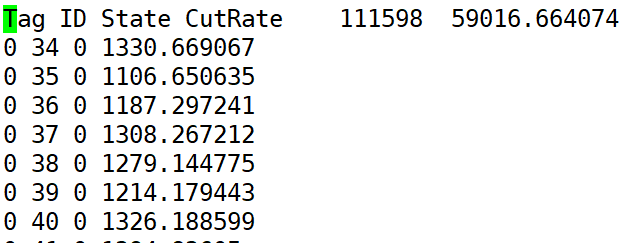 Tag ID State CutRate    111598  59016.664074
0 34 0 1330.669067
0 35 0 1106.650635
0 36 0 1187.297241
0 37 0 1308.267212
0 38 0 1279.144775
0 39 0 1214.179443
0 40 0 1326.188599